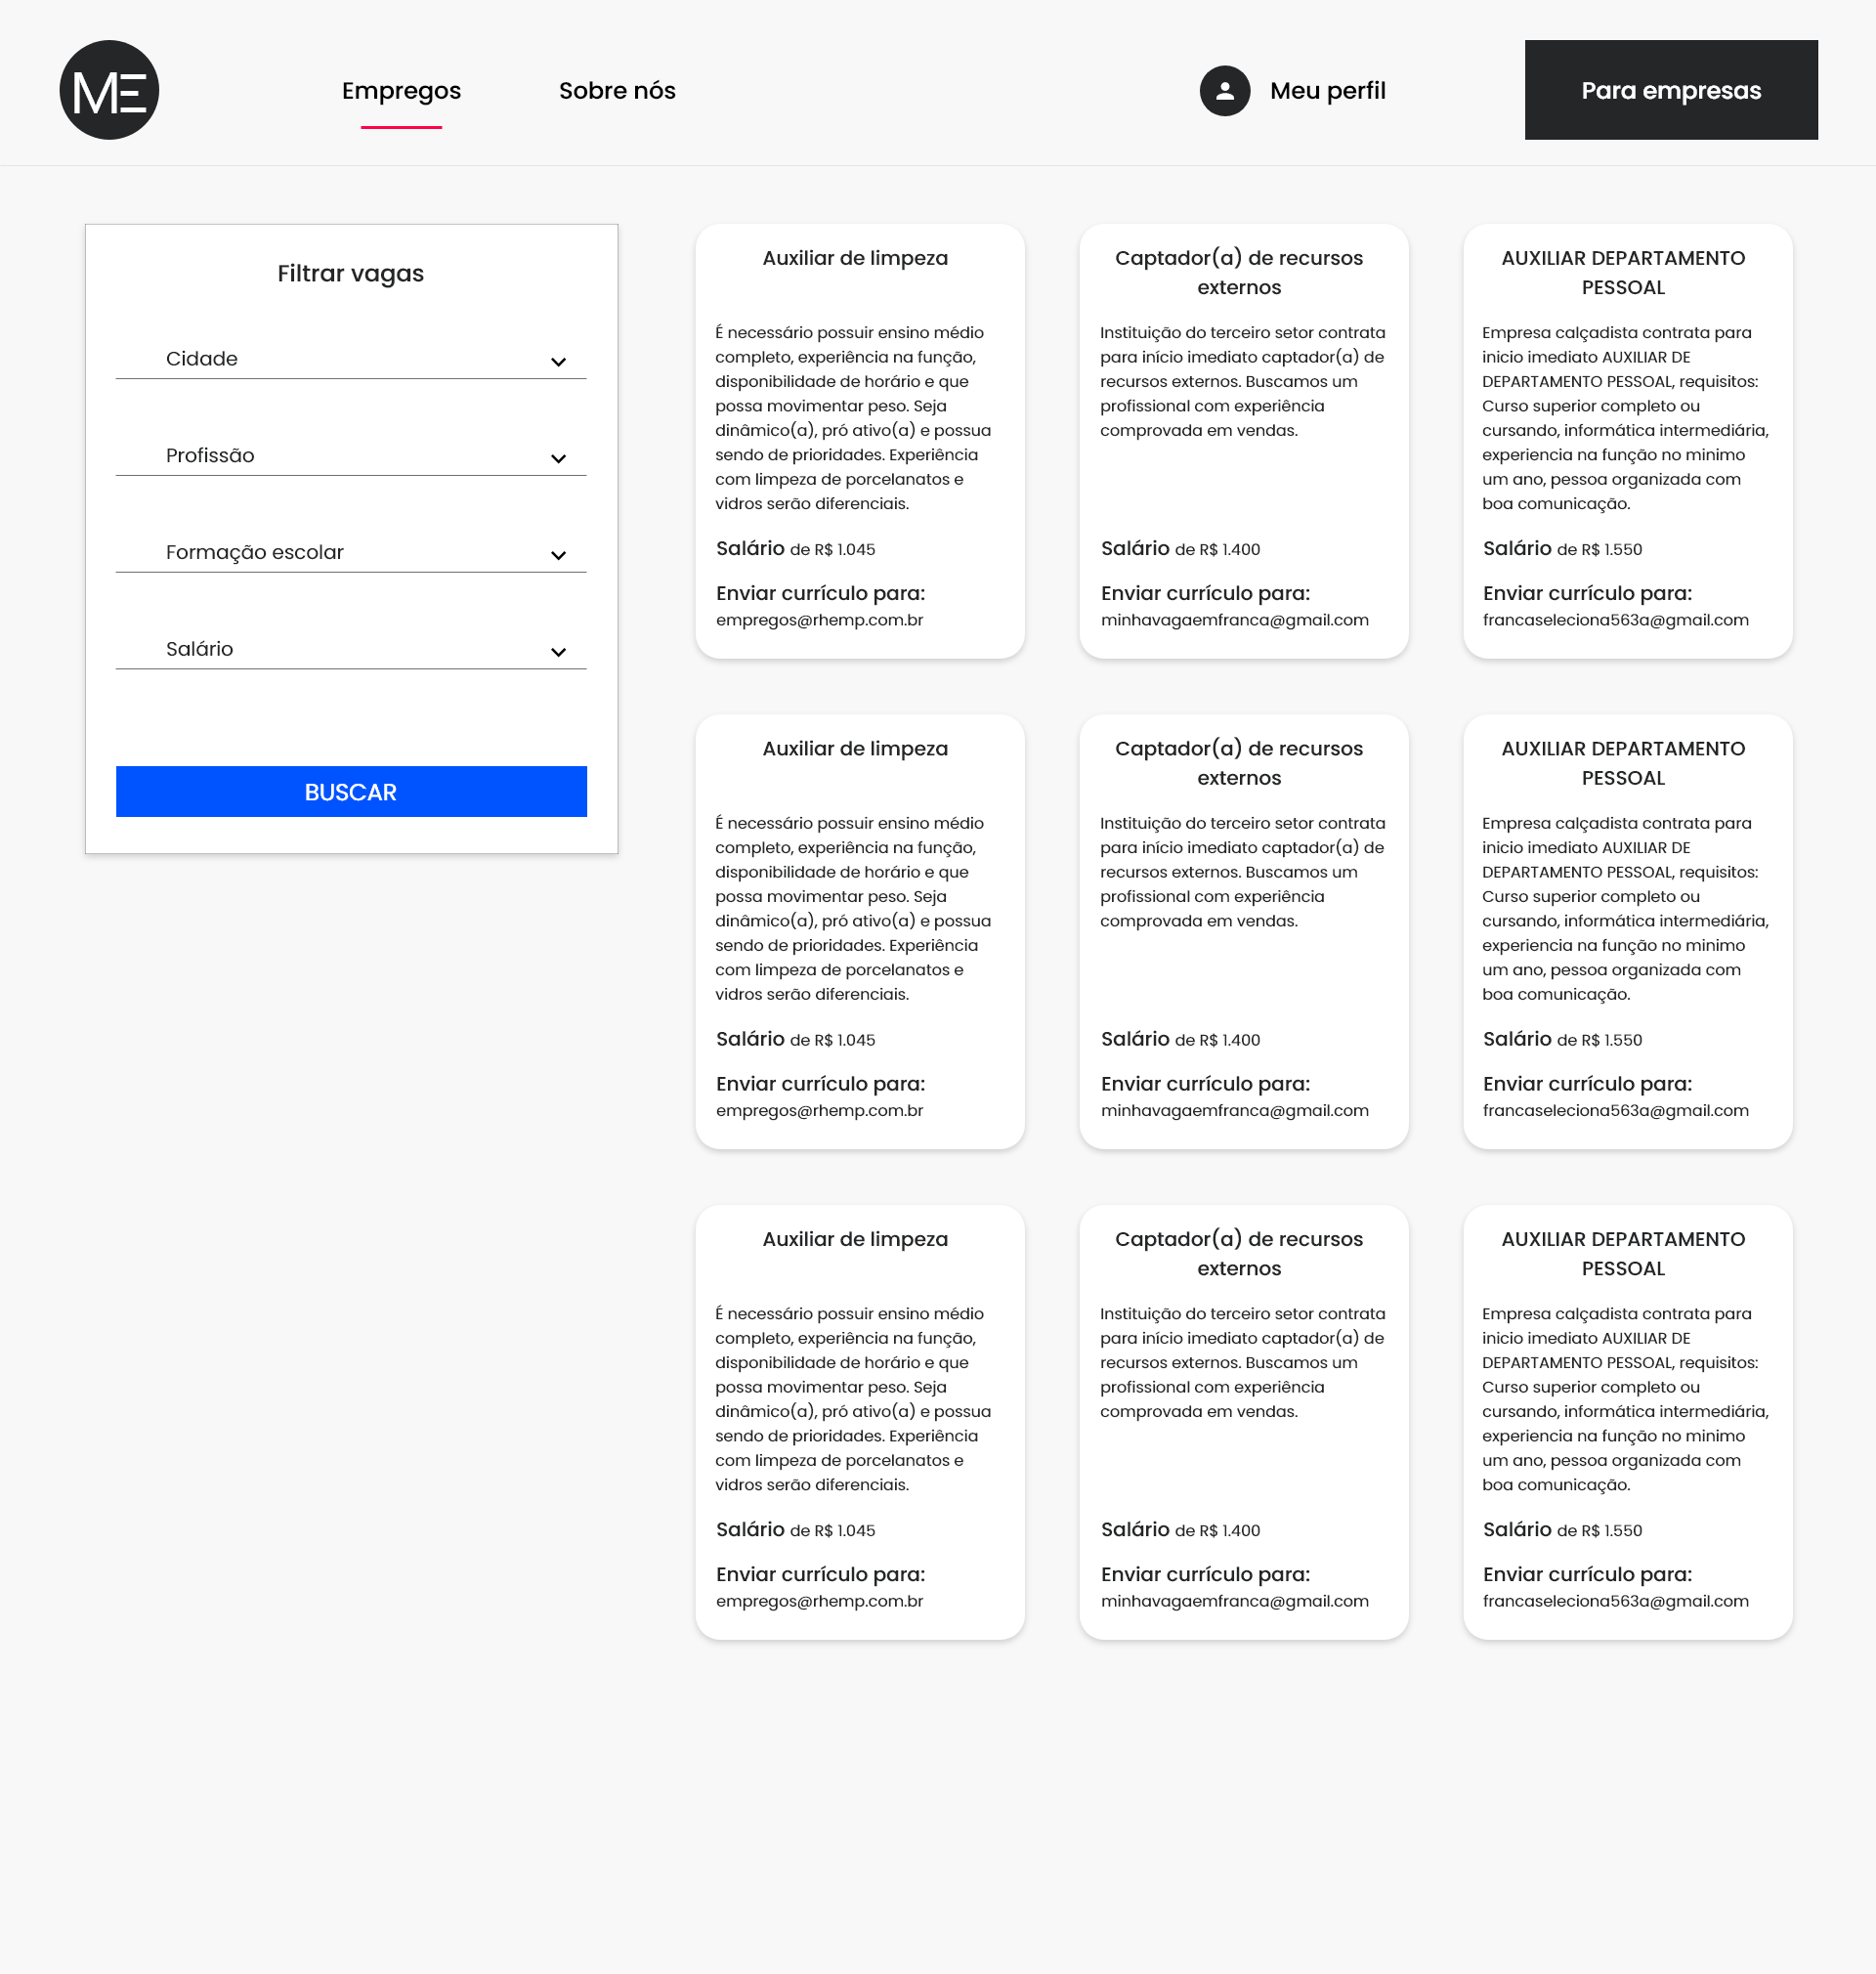 ME
Empregos
Sobre nós
Meu perfil
Para empresas
Filtrar vagas
Cidade
Profissão
Formação escolar
Salário
BUSCAR
Auxiliar de limpeza
É necessário possuir ensino médio
completo, experiência na função,
disponibilidade de horário e que
possa movimentar peso. Seja
dinâmico(a), pró ativo(a) e possua
sendo de prioridades. Experiência
com limpeza de porcelanatos e
vidros serão diferenciais.
Salário de R$ 1.045
Enviar currículo para:
empregos@rhemp.com.br
Captador(a) de recursos
externos
Instituição do terceiro setor contrata
para início imediato captador(a) de
recursos externos. Buscamos um
profissional com experiência
comprovada em vendas.
Salário de R$ 1.400
Enviar currículo para:
minhavagaemfranca@gmail.com
AUXILIAR DEPARTAMENTO
PESSOAL
Empresa calçadista contrata para
inicio imediato AUXILIAR DE
DEPARTAMENTO PESSOAL, requisitos:
Curso superior completo ou
cursando, informática intermediária,
experiencia na função no minimo
um ano, pessoa organizada com
boa comunicação.
Salário de R$ 1.550
Enviar currículo para:
francaseleciona563a@gmail.com
Auxiliar de limpeza
É necessário possuir ensino médio
completo, experiência na função,
disponibilidade de horário e que
possa movimentar peso. Seja
dinâmico(a), pró ativo(a) e possua
sendo de prioridades. Experiência
com limpeza de porcelanatos e
vidros serão diferenciais.
Salário de R$ 1.045
Enviar currículo para:
empregos@rhemp.com.br
Captador(a) de recursos
externos
Instituição do terceiro setor contrata
para início imediato captador(a) de
recursos externos. Buscamos um
profissional com experiência
comprovada em vendas.
Salário de R$ 1.400
Enviar currículo para:
minhavagaemfranca@gmail.com
AUXILIAR DEPARTAMENTO
PESSOAL
Empresa calçadista contrata para
inicio imediato AUXILIAR DE
DEPARTAMENTO PESSOAL, requisitos:
Curso superior completo ou
cursando, informática intermediária,
experiencia na função no minimo
um ano, pessoa organizada com
boa comunicação.
Salário de R$ 1.550
Enviar currículo para:
francaseleciona563a@gmail.com
Auxiliar de limpeza
É necessário possuir ensino médio
completo, experiência na função,
disponibilidade de horário e que
possa movimentar peso. Seja
dinâmico(a), pró ativo(a) e possua
sendo de prioridades. Experiência
com limpeza de porcelanatos e
vidros serão diferenciais.
Salário de R$ 1.045
Enviar currículo para:
empregos@rhemp.com.br
Captador(a) de recursos
externos
Instituição do terceiro setor contrata
para início imediato captador(a) de
recursos externos. Buscamos um
profissional com experiência
comprovada em vendas.
Salário de R$ 1.400
Enviar currículo para:
minhavagaemfranca@gmail.com
AUXILIAR DEPARTAMENTO
PESSOAL
Empresa calçadista contrata para
inicio imediato AUXILIAR DE
DEPARTAMENTO PESSOAL, requisitos:
Curso superior completo ou
cursando, informática intermediária,
experiencia na função no minimo
um ano, pessoa organizada com
boa comunicação.
Salário de R$ 1.550
Enviar currículo para:
francaseleciona563a@gmail.com